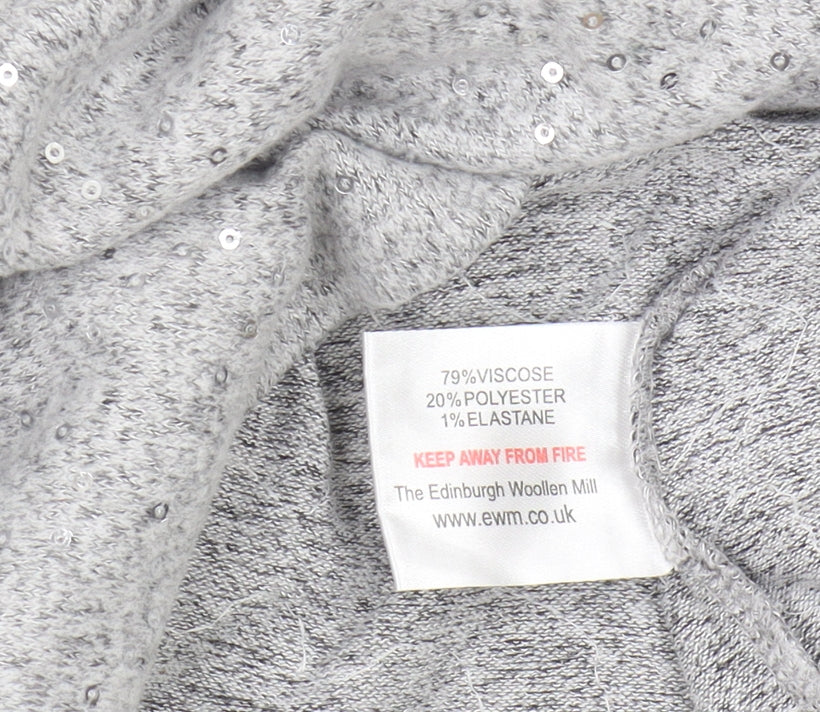 79%VISCOSE
20%POLYESTER
1%ELASTANE
KEEP AWAY FROM FIRE
The Edinburgh Woollen Mill
www.ewm.co.uk